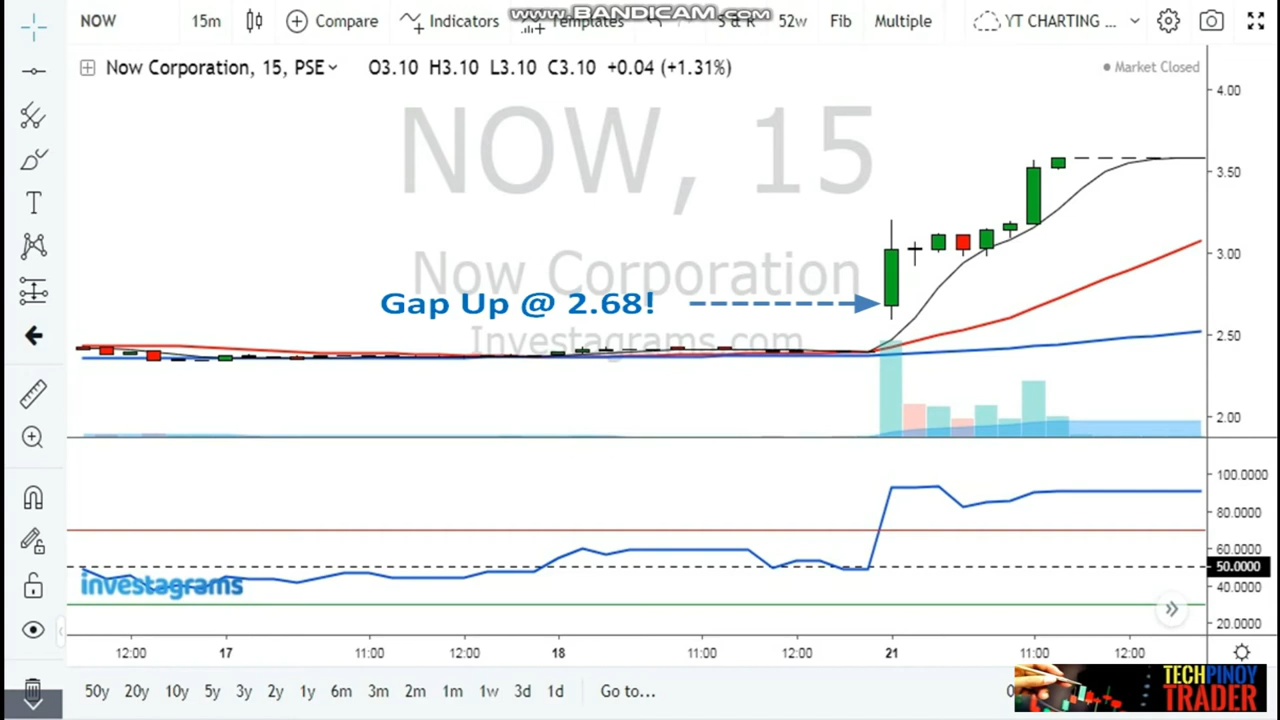 www.BANDICAM.com
NOW 15m Compare Indicators Templates S & R 52w Fib Multiple YT CHARTING ...
Now Corporation, 15, PSE O3.10 H3.10 L3.10 C3.10 +0.04 (+1.31%) Market Closed
NOW, 15
Now Corporation
Investagrams.com
Gap Up @ 2.68!
4.00
3.50
3.00
2.50
2.00
100.0000
80.0000
60.0000
50.0000
40.0000
20.0000
investagrams
12:00 17 11:00 12:00 18 11:00 12:00 21 11:00 12:00
50y 20y 10y 5y 3y 2y 1y 6m 3m 2m 1m 1w 3d 1d Go to...
TECHPINOY
TRADER